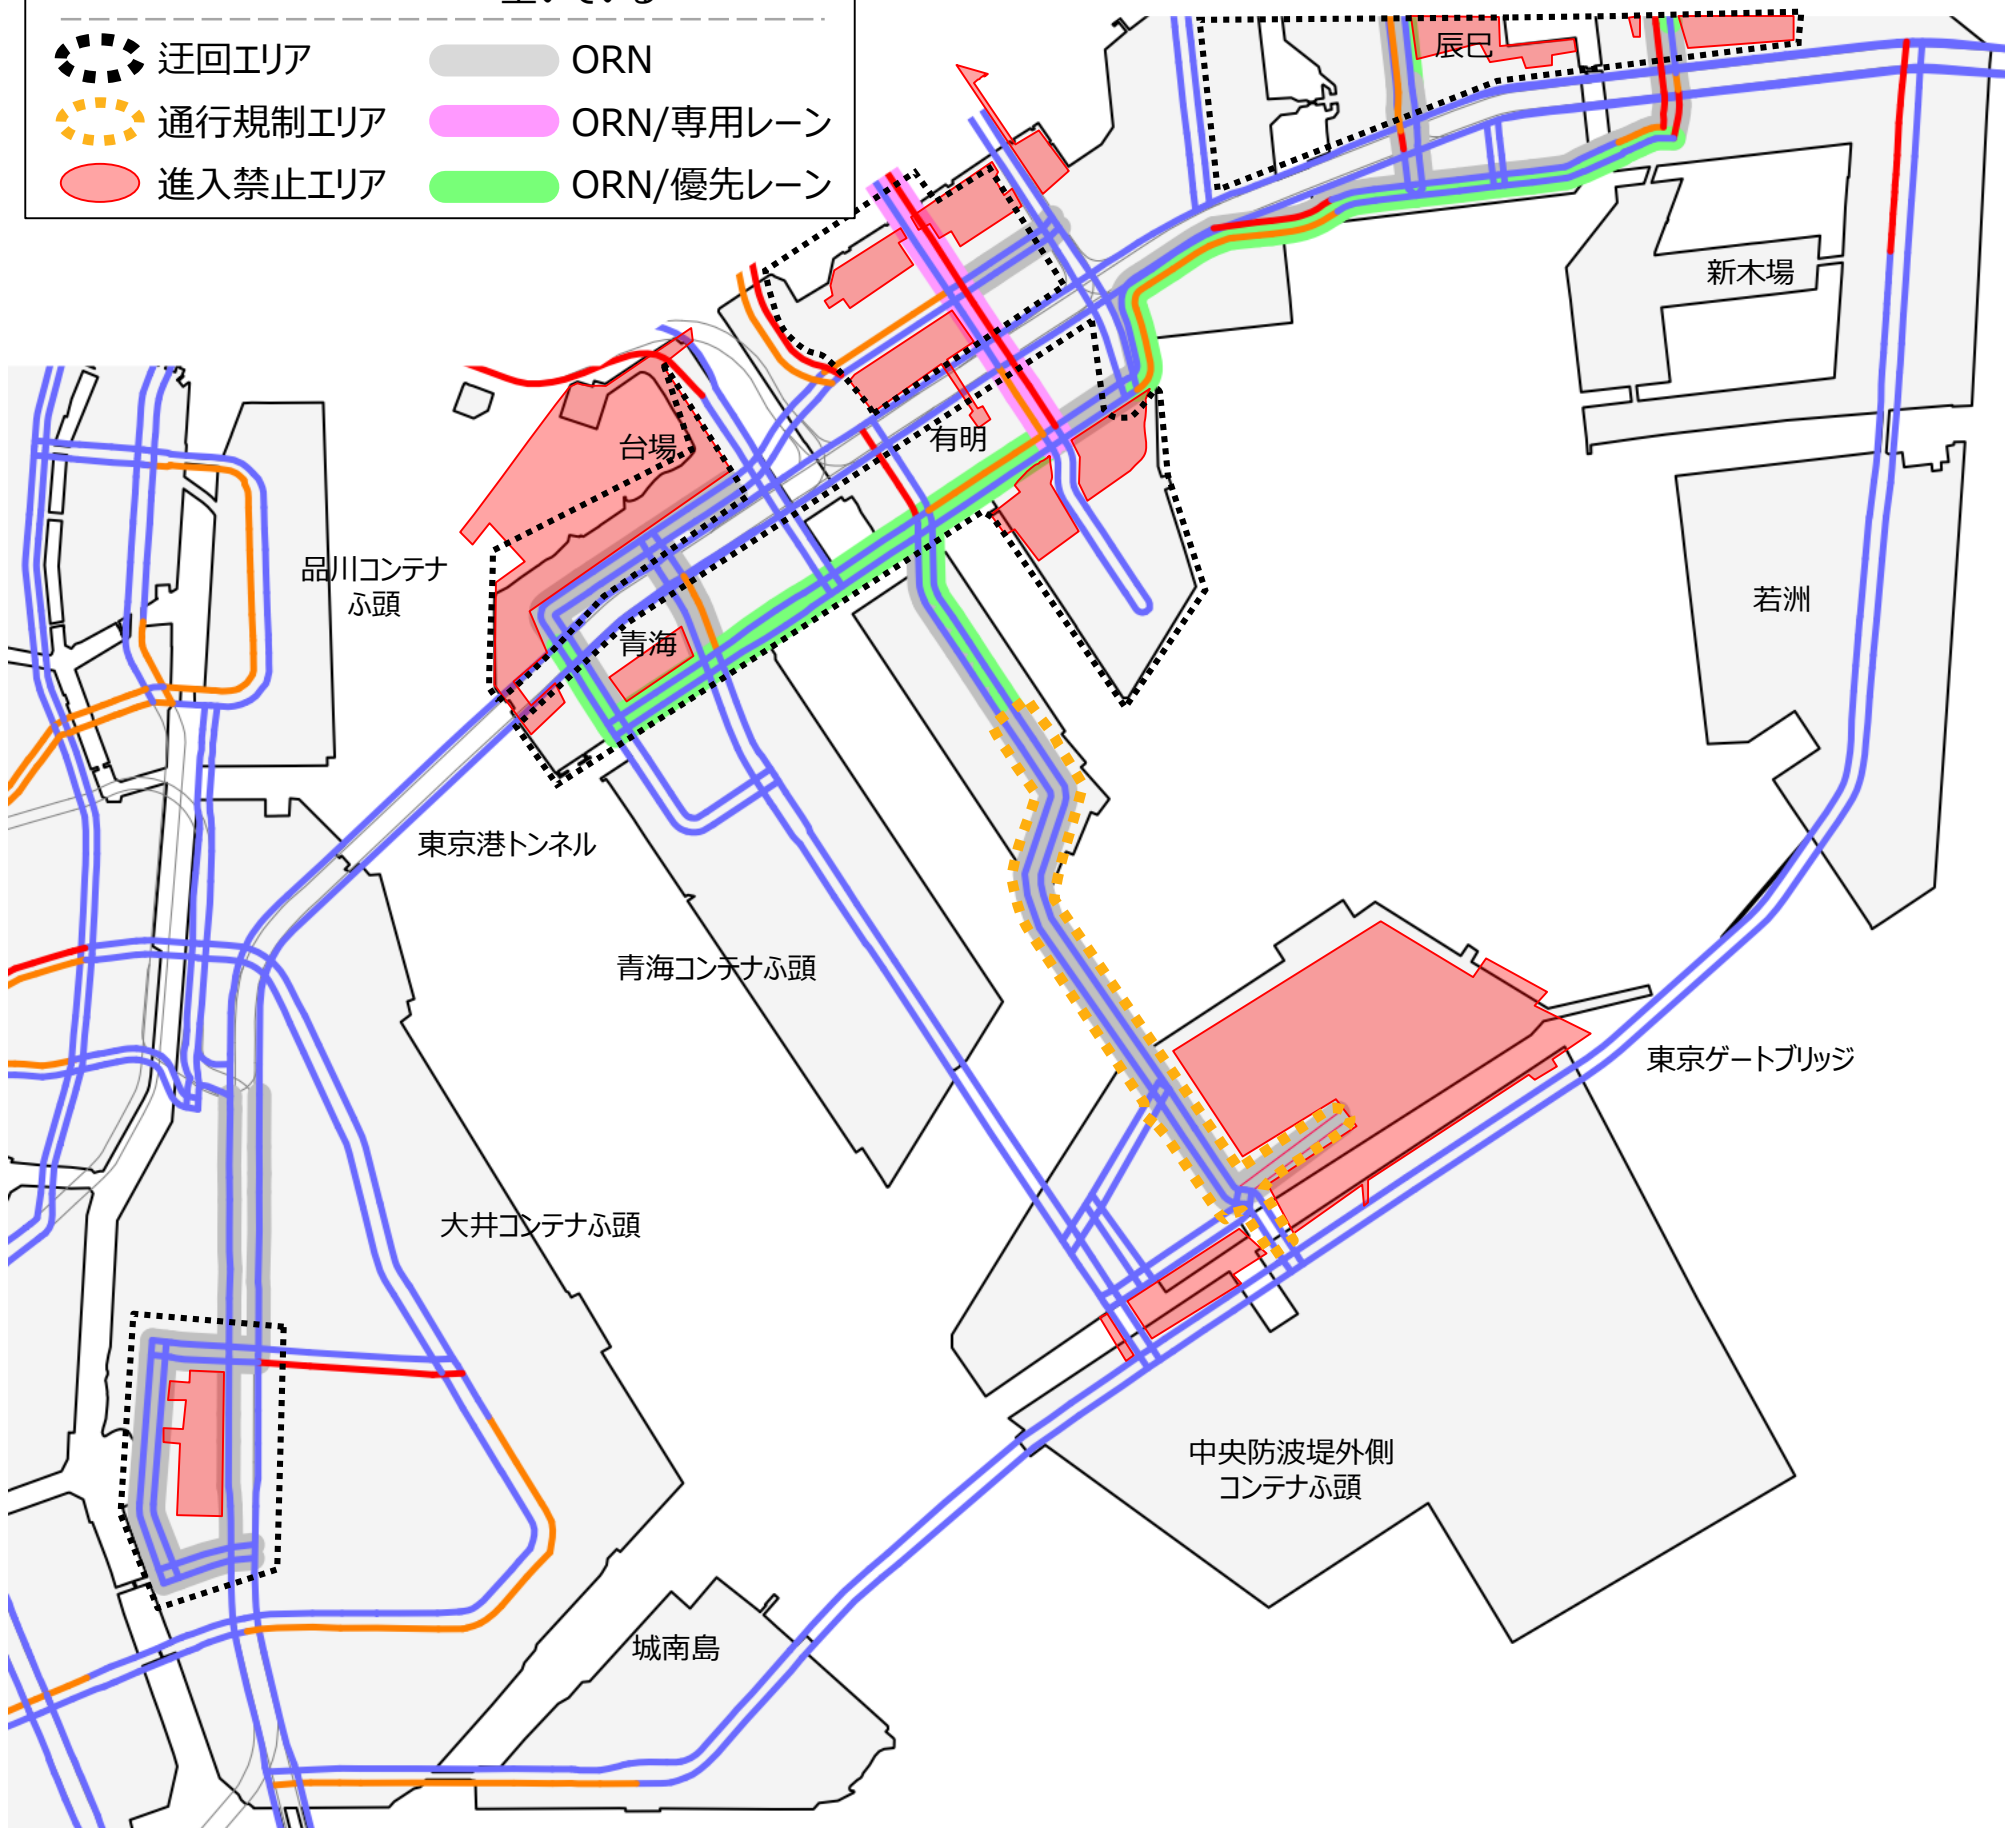 空いている
迂回エリア
ORN
通行規制エリア
ORN/専用レーン
進入禁止エリア
ORN/優先レーン
辰巳
新木場
台場
有明
品川コンテナ
ふ頭
若洲
青海
東京港トンネル
青海コンテナふ頭
東京ゲートブリッジ
大井コンテナふ頭
中央防波堤外側
コンテナふ頭
城南島